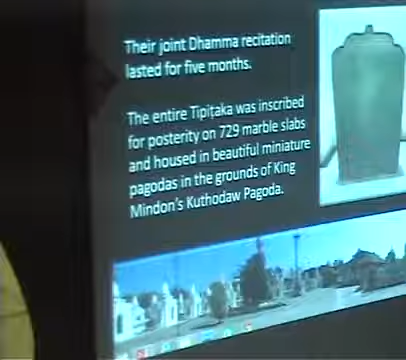 Their joint Dhamma recitation
lasted for five months.
The entire Tipiṭaka was inscribed
for posterity on 729 marble slabs
and housed in beautiful miniature
pagodas in the grounds of King
Mindon's Kuthodaw Pagoda.